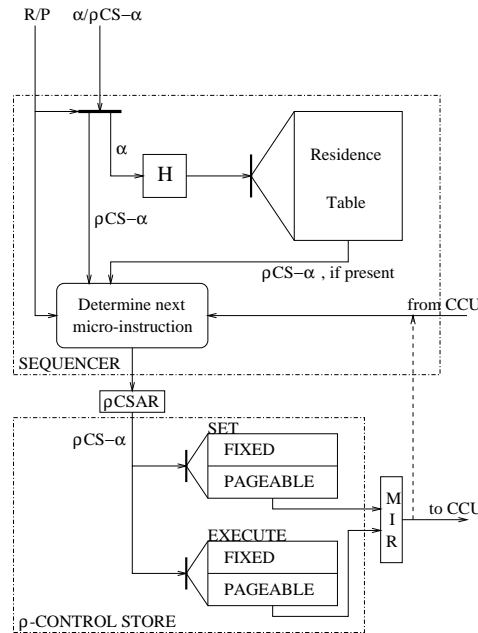 R/P
α/ρCS-α
α
H
Residence
Table
ρCS-α
ρCS-α , if present
Determine next
micro-instruction
from CCU
SEQUENCER
ρCSAR
ρCS-α
SET
FIXED
PAGEABLE
MIR
to CCU
EXECUTE
FIXED
PAGEABLE
ρ-CONTROL STORE